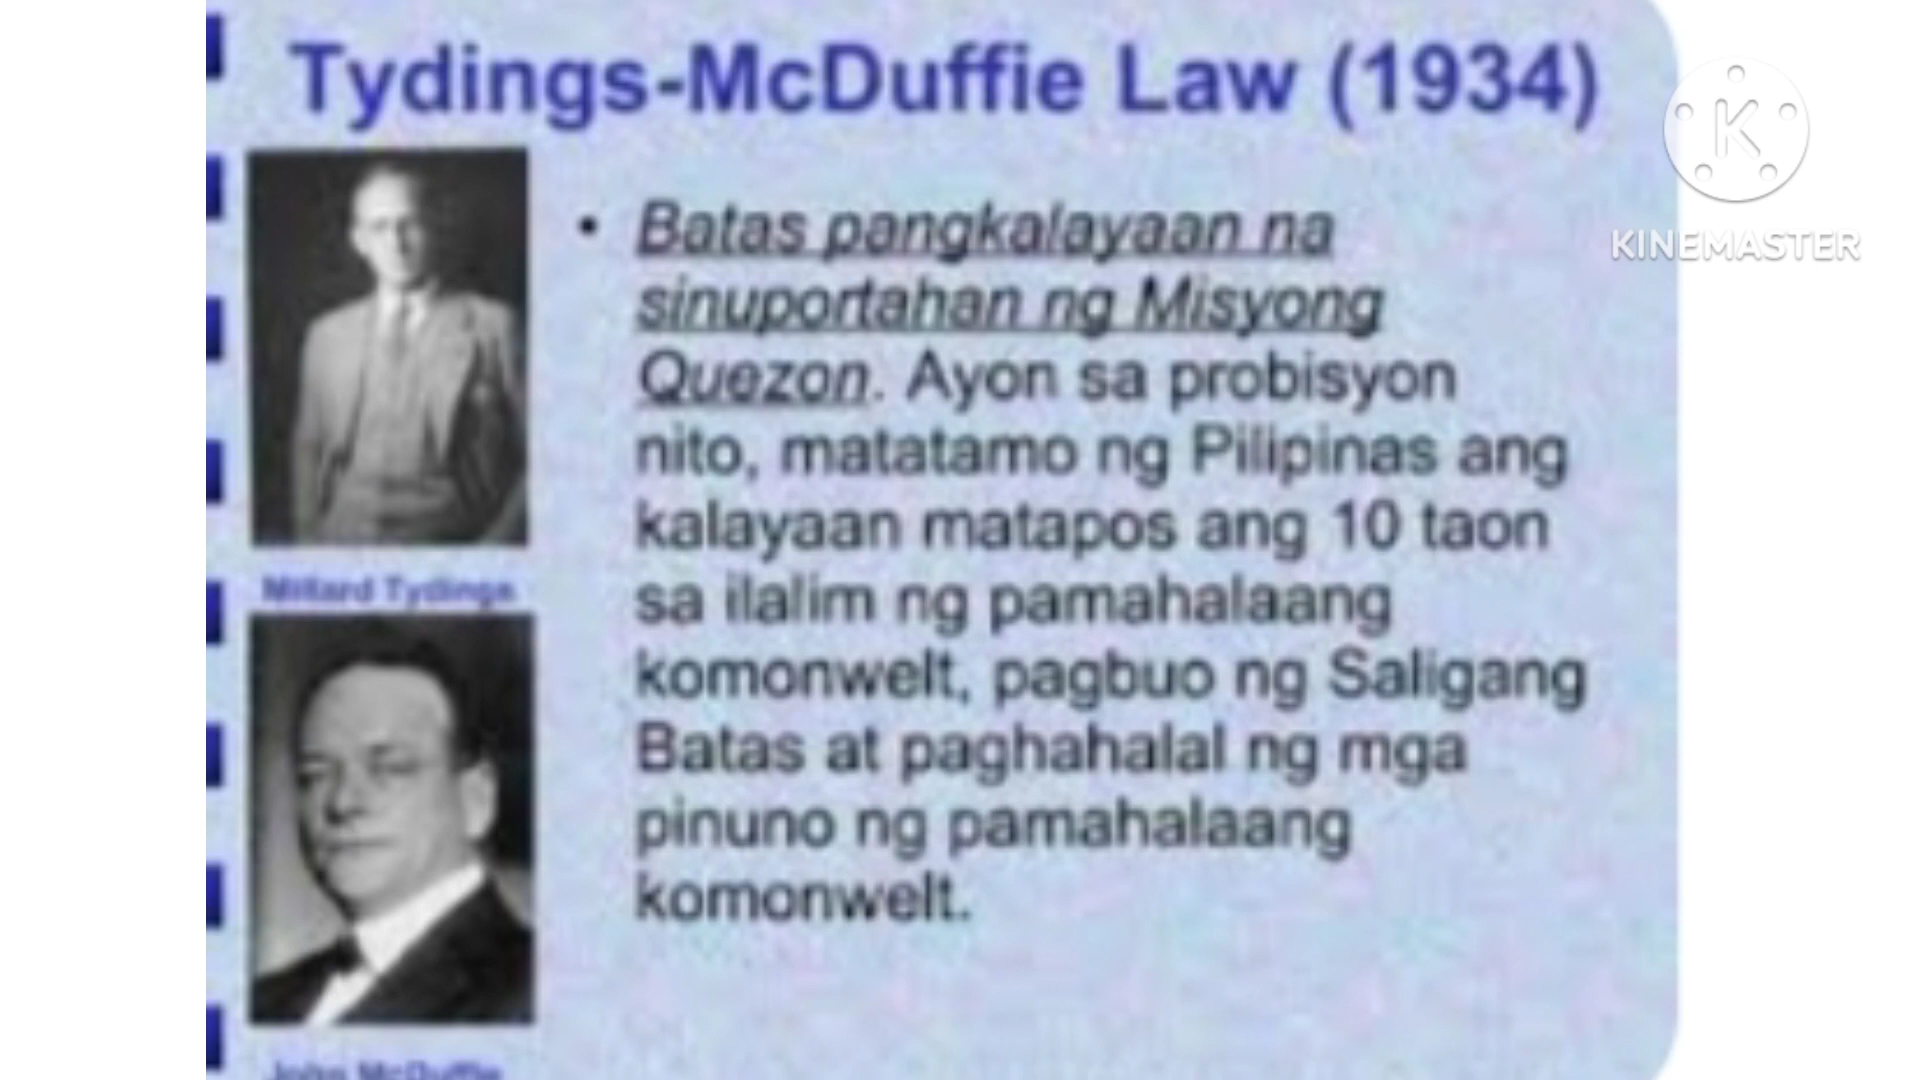 Tydings-McDuffie Law (1934)
• Batas pangkalayaan na
sinuportahan ng Misyong
Quezon. Ayon sa probisyon
nito, matatamo ng Pilipinas ang
kalayaan matapos ang 10 taon
sa ilalim ng pamahalaang
komonwelt, pagbuo ng Saligang
Batas at paghahalal ng mga
pinuno ng pamahalaang
komonwelt.
Millard Tydings
John McDuffie
K
KINEMASTER